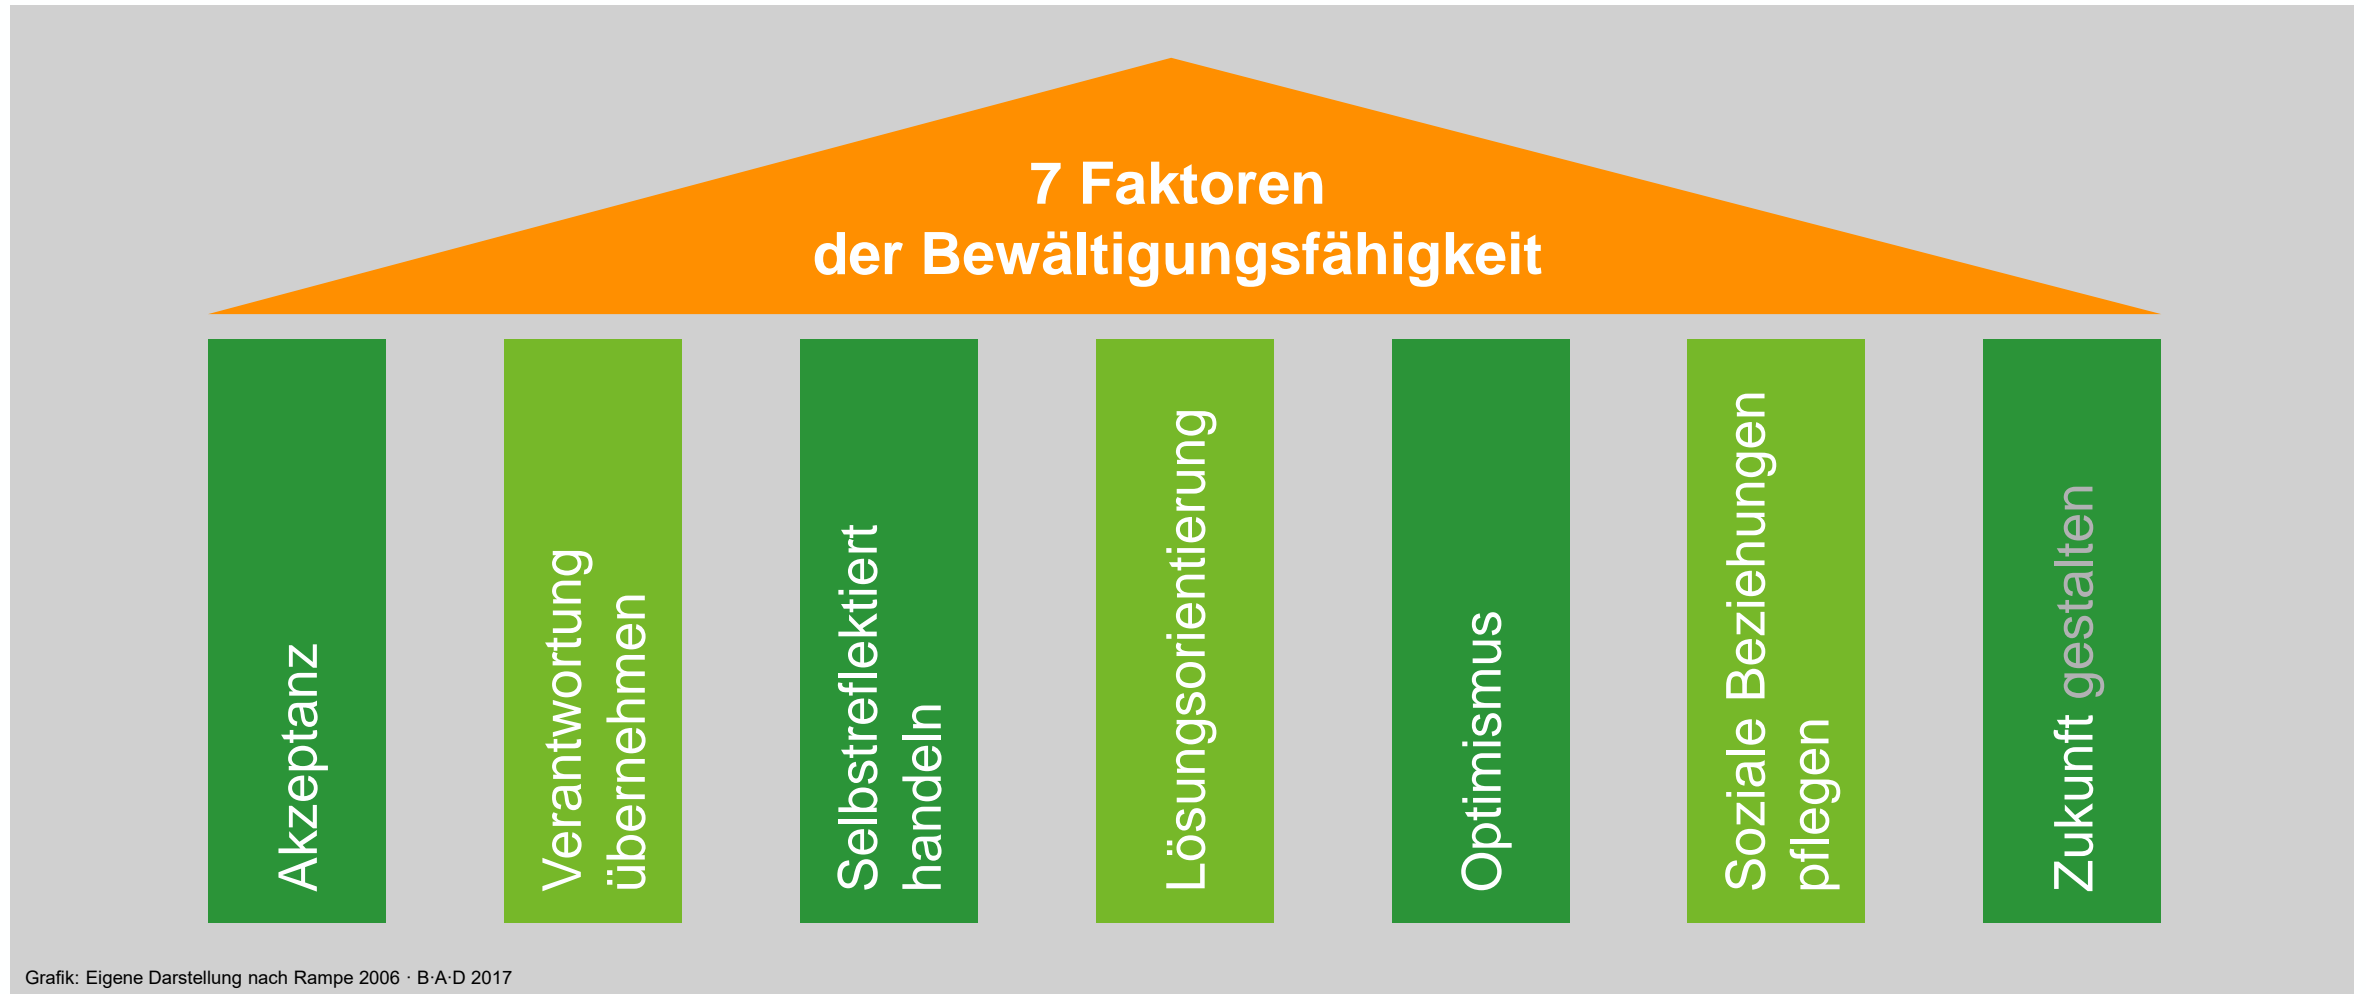 7 Faktoren
der Bewältigungsfähigkeit
Akzeptanz
Verantwortung
übernehmen
Selbstreflektiert
handeln
Lösungsorientierung
Optimismus
Soziale Beziehungen
pflegen
Zukunft gestalten
Grafik: Eigene Darstellung nach Rampe 2006 · B·A·D 2017